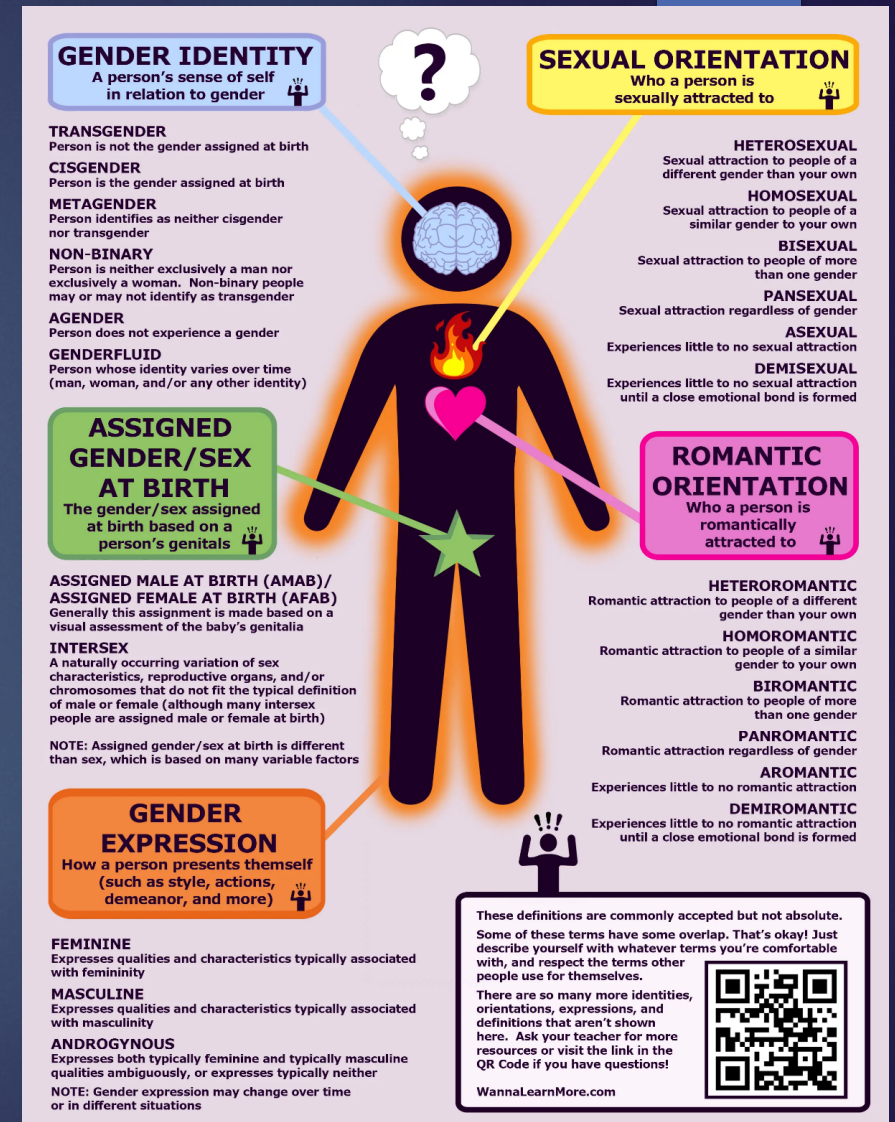 GENDER IDENTITY
A person's sense of self
in relation to gender
TRANSGENDER
Person is not the gender assigned at birth
CISGENDER
Person is the gender assigned at birth
METAGENDER
Person identifies as neither cisgender
nor transgender
NON-BINARY
Person is neither exclusively a man nor
exclusively a woman. Non-binary people
may or may not identify as transgender
AGENDER
Person does not experience a gender
GENDERFLUID
Person whose identity varies over time
(man, woman, and/or any other identity)
ASSIGNED
GENDER/SEX
AT BIRTH
The gender/sex assigned
at birth based on a
person's genitals
ASSIGNED MALE AT BIRTH (AMAB)/
ASSIGNED FEMALE AT BIRTH (AFAB)
Generally this assignment is made based on a
visual assessment of the baby's genitalia
INTERSEX
A naturally occurring variation of sex
characteristics, reproductive organs, and/or
chromosomes that do not fit the typical definition
of male or female (although many intersex
people are assigned male or female at birth)
NOTE: Assigned gender/sex at birth is different
than sex, which is based on many variable factors
GENDER
EXPRESSION
How a person presents themself
(such as style, actions,
demeanor, and more)
FEMININE
Expresses qualities and characteristics typically associated
with femininity
MASCULINE
Expresses qualities and characteristics typically associated
with masculinity
ANDROGYNOUS
Expresses both typically feminine and typically masculine
qualities ambiguously, or expresses typically neither
NOTE: Gender expression may change over time
or in different situations
?
SEXUAL ORIENTATION
Who a person is
sexually attracted to
HETEROSEXUAL
Sexual attraction to people of a
different gender than your own
HOMOSEXUAL
Sexual attraction to people of a
similar gender to your own
BISEXUAL
Sexual attraction to people of more
than one gender
PANSEXUAL
Sexual attraction regardless of gender
ASEXUAL
Experiences little to no sexual attraction
DEMISEXUAL
Experiences little to no sexual attraction
until a close emotional bond is formed
ROMANTIC
ORIENTATION
Who a person is
romantically
attracted to
HETEROROMANTIC
Romantic attraction to people of a different
gender than your own
HOMOROMANTIC
Romantic attraction to people of a similar
gender to your own
BIROMANTIC
Romantic attraction to people of more
than one gender
PANROMANTIC
Romantic attraction regardless of gender
AROMANTIC
Experiences little to no romantic attraction
DEMIROMANTIC
Experiences little to no romantic attraction
until a close emotional bond is formed
!!!
These definitions are commonly accepted but not absolute.
Some of these terms have some overlap. That's okay! Just
describe yourself with whatever terms you're comfortable
with, and respect the terms other
people use for themselves.
There are so many more identities,
orientations, expressions, and
definitions that aren't shown
here. Ask your teacher for more
resources or visit the link in the
QR Code if you have questions!
WannaLearnMore.com